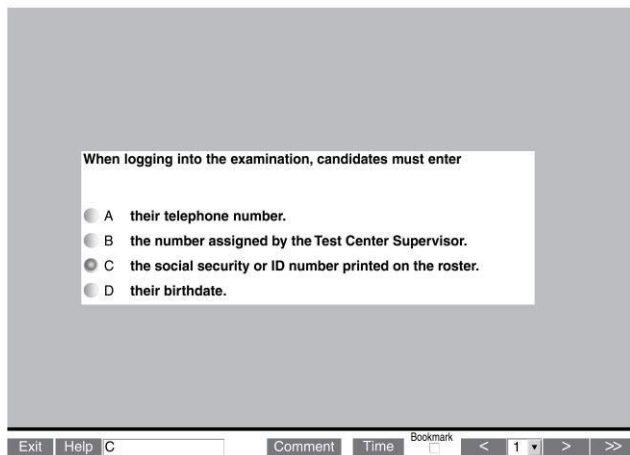 When logging into the examination, candidates must enter
A their telephone number.
B the number assigned by the Test Center Supervisor.
C the social security or ID number printed on the roster.
D their birthdate.
Exit Help C Comment Time Bookmark < 1 > >>